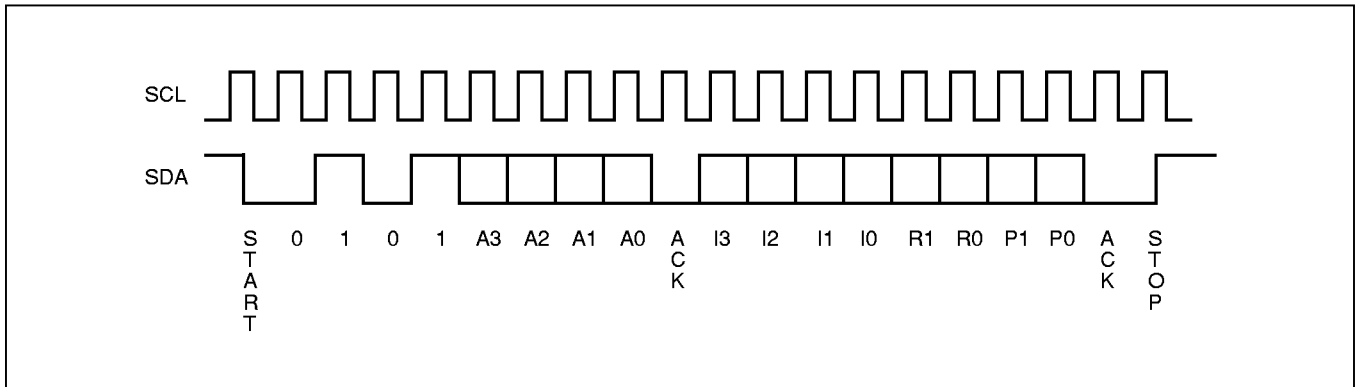 SCL
SDA
START 0 1 0 1 A3 A2 A1 A0 ACK I3 I2 I1 I0 R1 R0 P1 P0 ACK STOP